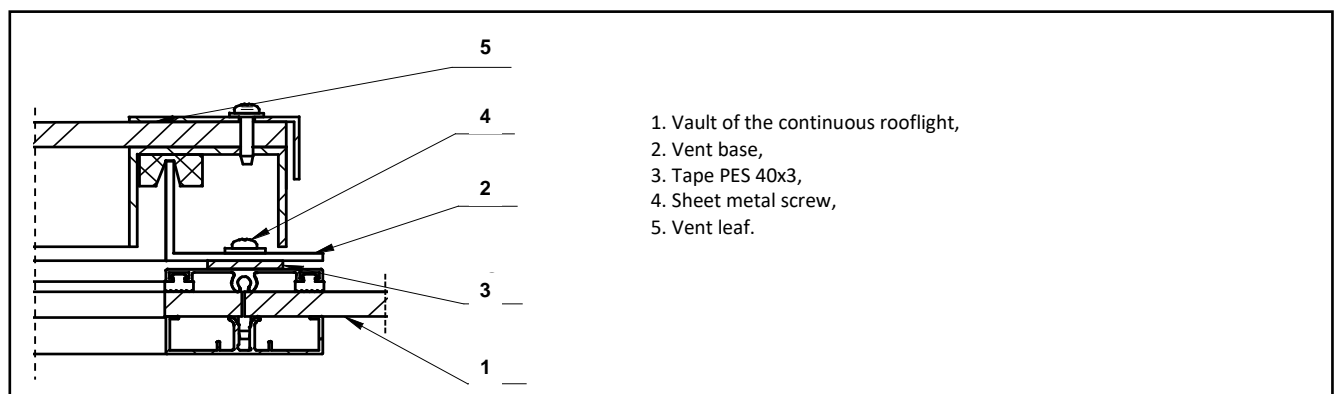 5
4
2
3
1
1. Vault of the continuous rooflight,
2. Vent base,
3. Tape PES 40x3,
4. Sheet metal screw,
5. Vent leaf.